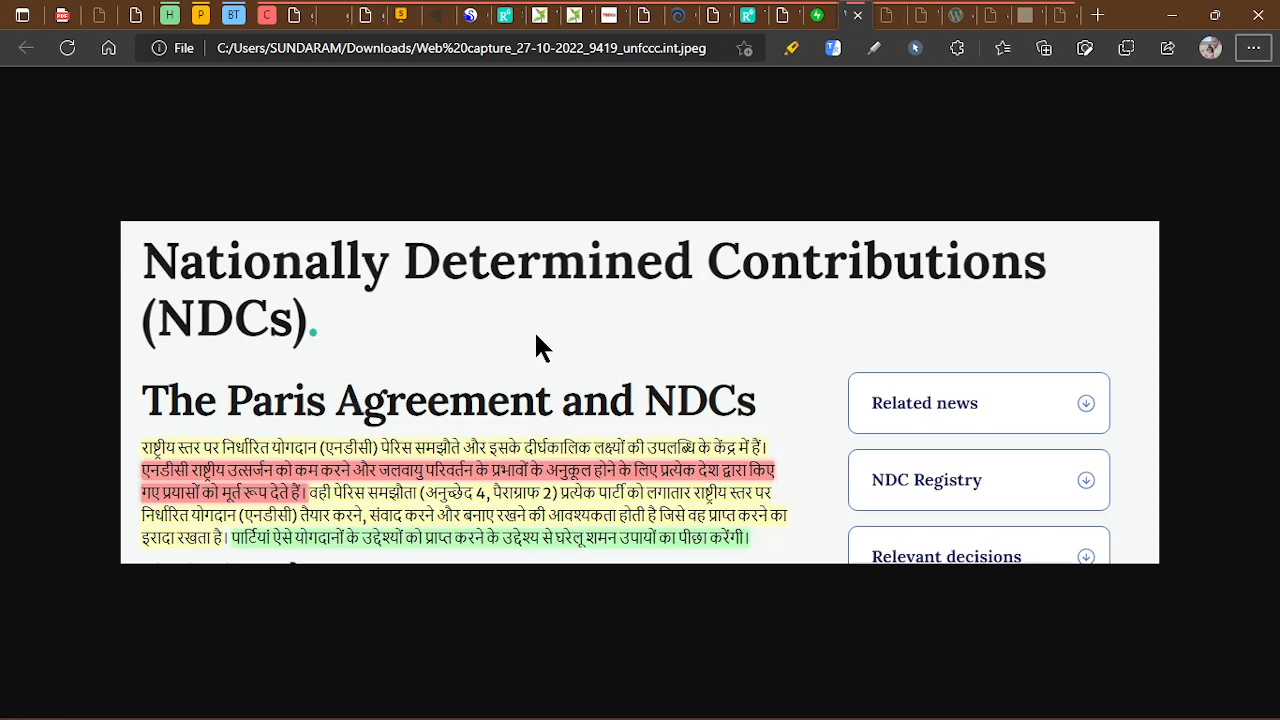 H
P
BT
C
File
C:/Users/SUNDARAM/Downloads/Web%20capture_27-10-2022_9419_unfccc.int.jpeg
Nationally Determined Contributions
(NDCs).
The Paris Agreement and NDCs
राष्ट्रीय स्तर पर निर्धारित योगदान (एनडीसी) पेरिस समझौते और इसके दीर्घकालिक लक्ष्यों की उपलब्धि के केंद्र में हैं।
एनडीसी राष्ट्रीय उत्सर्जन को कम करने और जलवायु परिवर्तन के प्रभावों के अनुकूल होने के लिए प्रत्येक देश द्वारा किए
गए प्रयासों को मूर्त रूप देते हैं। वही पेरिस समझौता (अनुच्छेद 4, पैराग्राफ 2) प्रत्येक पार्टी को लगातार राष्ट्रीय स्तर पर
निर्धारित योगदान (एनडीसी) तैयार करने, संवाद करने और बनाए रखने की आवश्यकता होती है जिसे वह प्राप्त करने का
इरादा रखता है। पार्टियां ऐसे योगदानों के उद्देश्यों को प्राप्त करने के उद्देश्य से घरेलू शमन उपायों का पीछा करेंगी।
Related news
NDC Registry
Relevant decisions